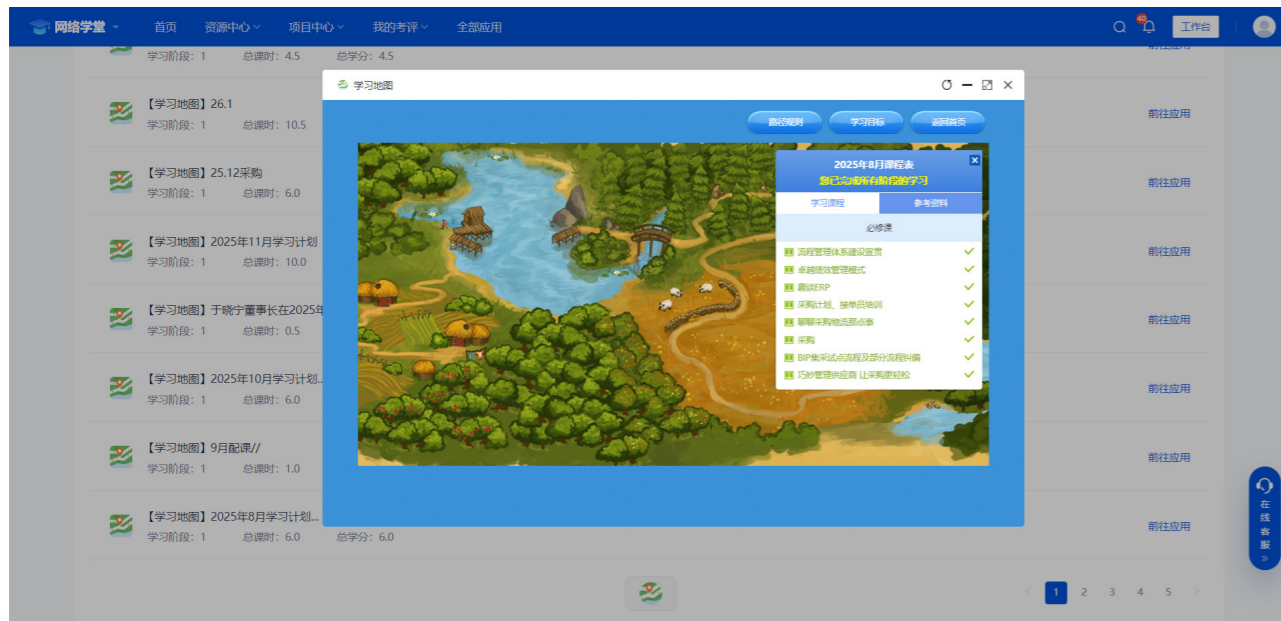 网络学堂 首页 资源中心 项目中心 我的考评 全部应用 40 工作台
学习阶段：1 总课时：4.5 总学分：4.5
学习地图
【学习地图】26.1
学习阶段：1 总课时：10.5
前往应用
路径规则 学习目标 返回首页
【学习地图】25.12采购
学习阶段：1 总课时：6.0
前往应用
2025年8月课程表
您已完成所有阶段的学习
学习课程 参考资料
必修课
流程管理体系建设宣贯
卓越绩效管理模式
趣谈ERP
采购计划、接单员培训
聊聊采购物流那点事
采购
BIP集采试点流程及部分流程纠偏
巧妙管理供应商 让采购更轻松
【学习地图】2025年11月学习计划
学习阶段：1 总课时：10.0
前往应用
【学习地图】于晓宁董事长在2025年
学习阶段：1 总课时：0.5
前往应用
【学习地图】2025年10月学习计划...
学习阶段：1 总课时：6.0
前往应用
【学习地图】9月配课//
学习阶段：1 总课时：1.0
前往应用
【学习地图】2025年8月学习计划...
学习阶段：1 总课时：6.0 总学分：6.0
前往应用
在线客服 »
1 2 3 4 5